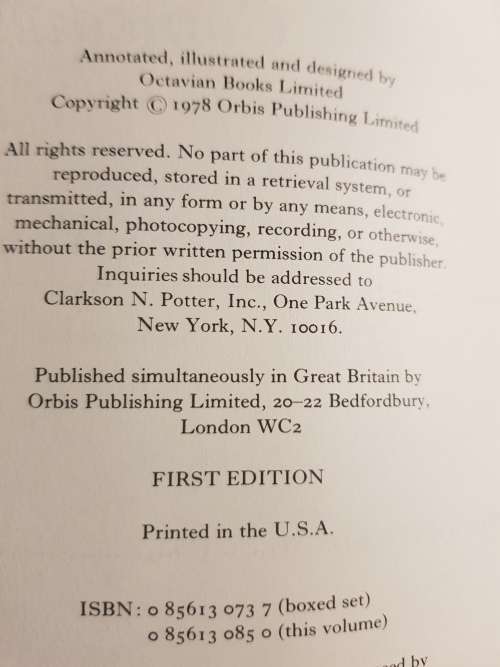 Annotated, illustrated and designed by
Octavian Books Limited
Copyright © 1978 Orbis Publishing Limited
All rights reserved. No part of this publication may be
reproduced, stored in a retrieval system, or
transmitted, in any form or by any means, electronic,
mechanical, photocopying, recording, or otherwise,
without the prior written permission of the publisher.
Inquiries should be addressed to
Clarkson N. Potter, Inc., One Park Avenue,
New York, N.Y. 10016.
Published simultaneously in Great Britain by
Orbis Publishing Limited, 20–22 Bedfordbury,
London WC2
FIRST EDITION
Printed in the U.S.A.
ISBN: 0 85613 073 7 (boxed set)
0 85613 085 0 (this volume)
by